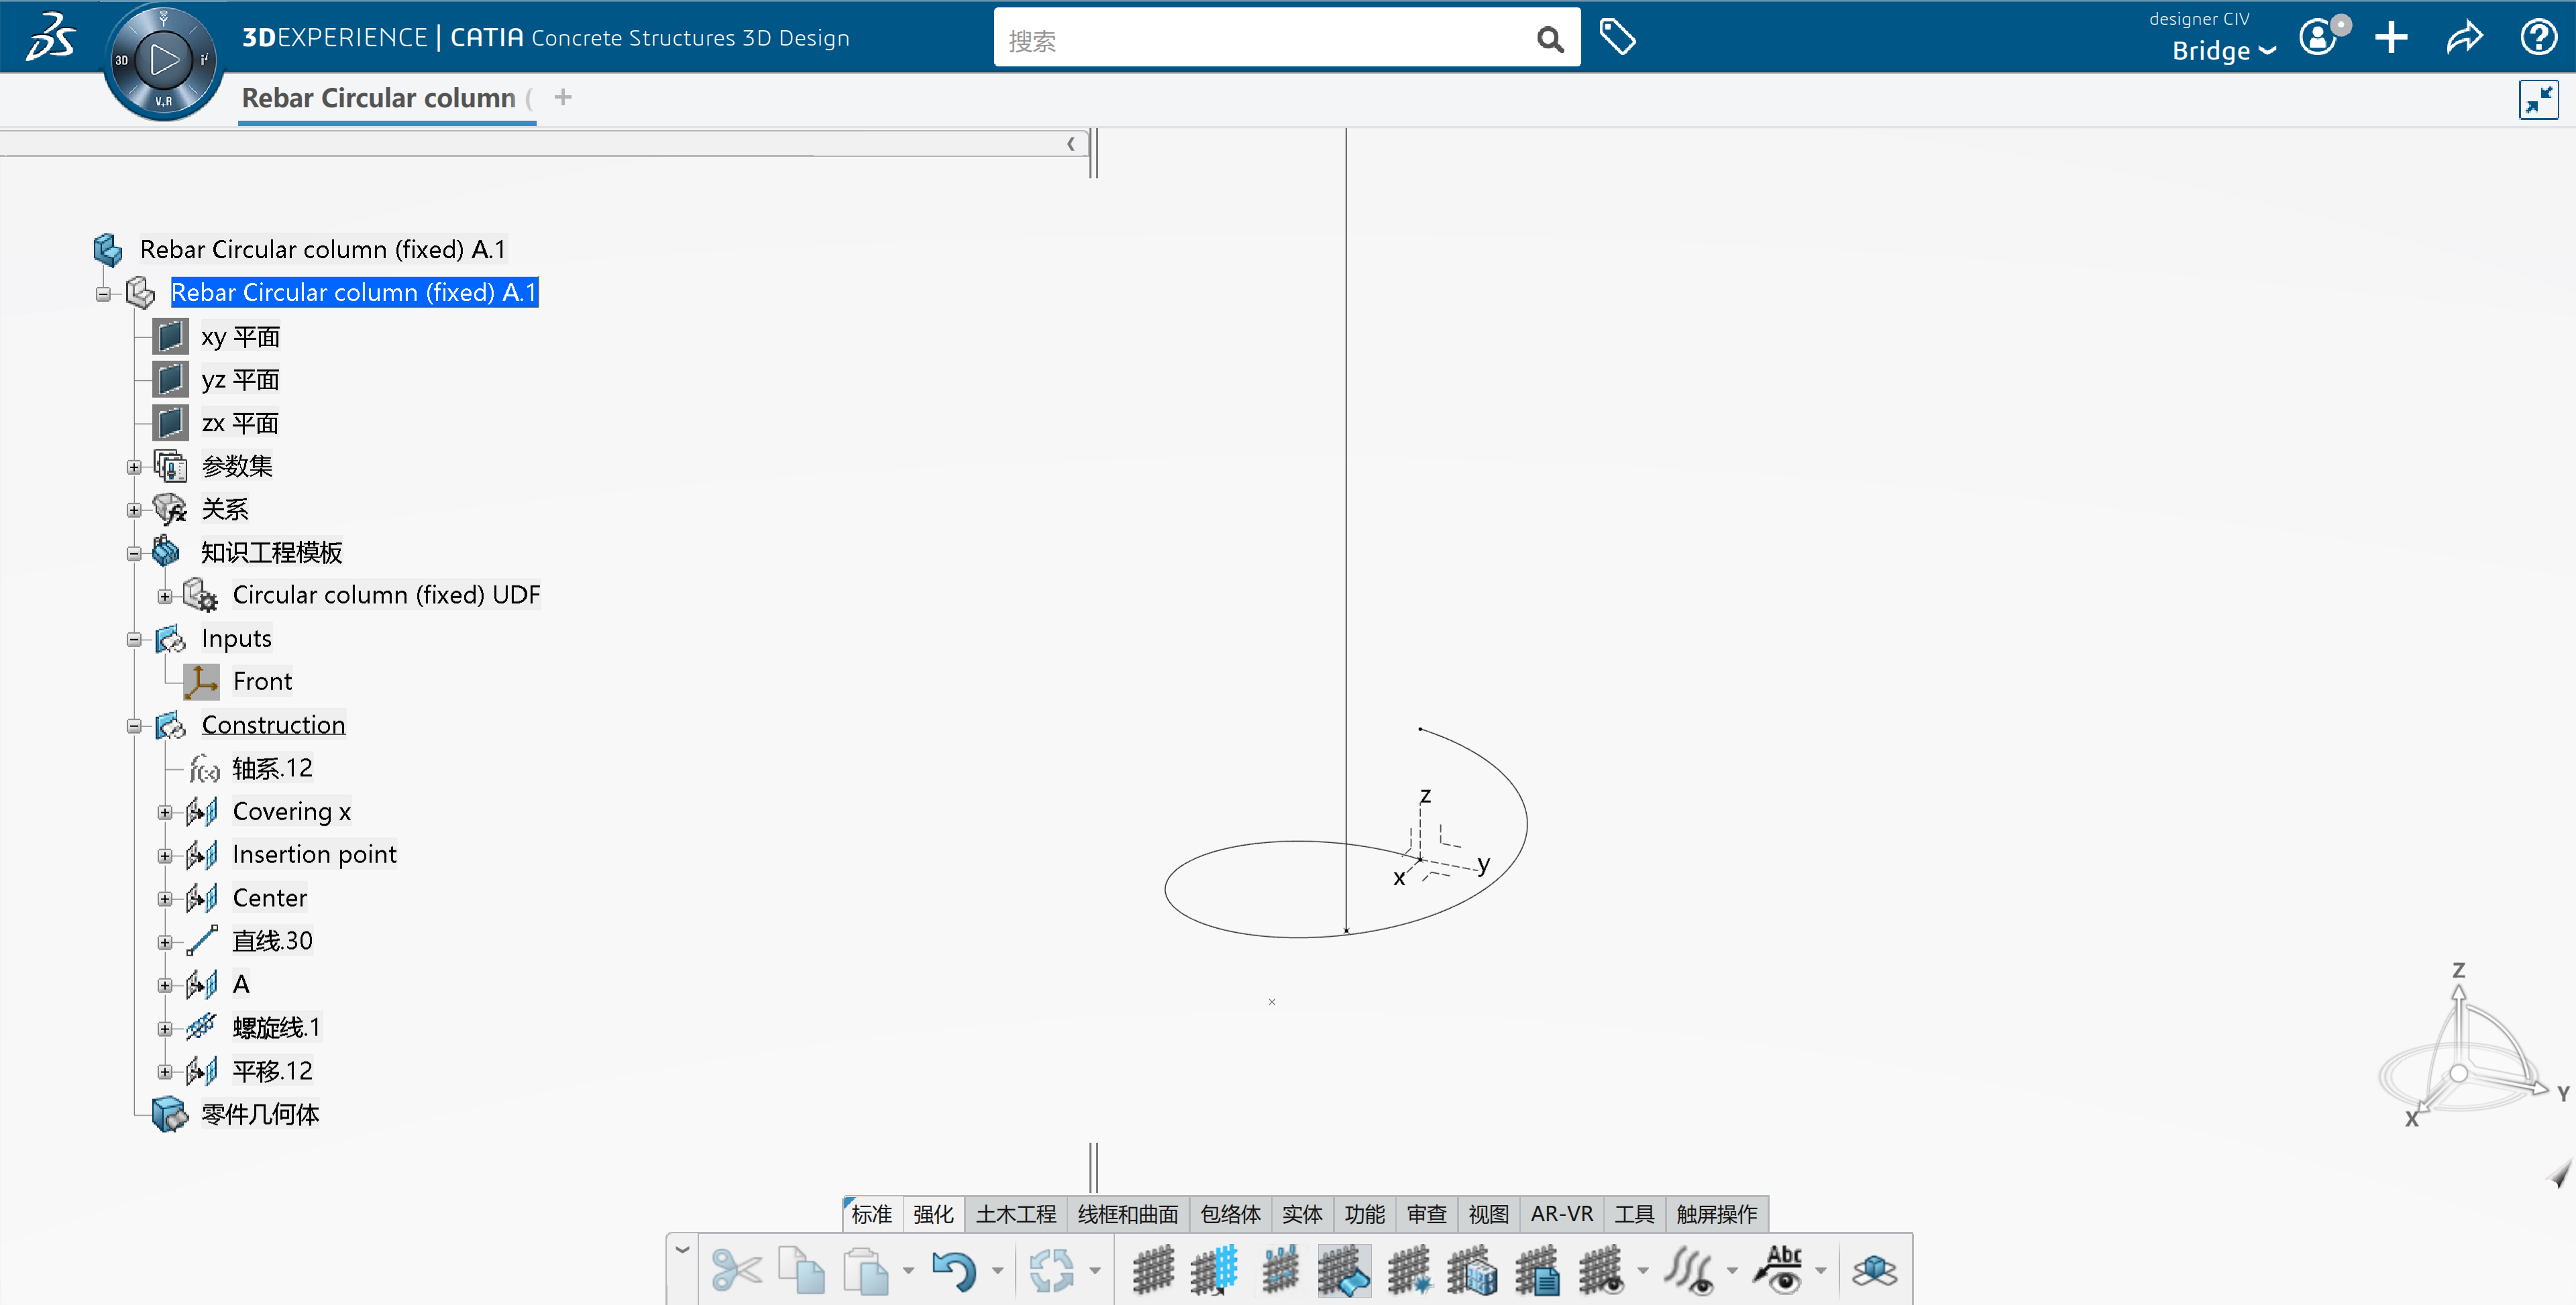 3DEXPERIENCE | CATIA Concrete Structures 3D Design
搜索
designer CIV
Bridge
3D
V,R
Rebar Circular column (
Rebar Circular column (fixed) A.1
Rebar Circular column (fixed) A.1
xy 平面
yz 平面
zx 平面
参数集
关系
知识工程模板
Circular column (fixed) UDF
Inputs
Front
Construction
轴系.12
Covering x
Insertion point
Center
直线.30
A
螺旋线.1
平移.12
零件几何体
z
y
x
Z
Y
X
标准 强化 土木工程 线框和曲面 包络体 实体 功能 审查 视图 AR-VR 工具 触屏操作
Abc